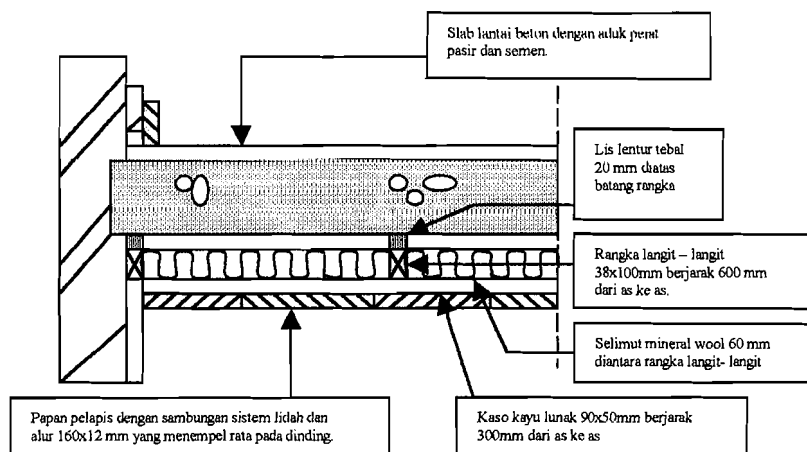 Slab lantai beton dengan aduk perat
pasir dan semen.
Lis lentur tebal
20 mm diatas
batang rangka
Rangka langit – langit
38x100mm berjarak 600 mm
dari as ke as.
Selimut mineral wool 60 mm
diantara rangka langit- langit
Papan pelapis dengan sambungan sistem lidah dan
alur 160x12 mm yang menempel rata pada dinding.
Kaso kayu lunak 90x50mm berjarak
300mm dari as ke as